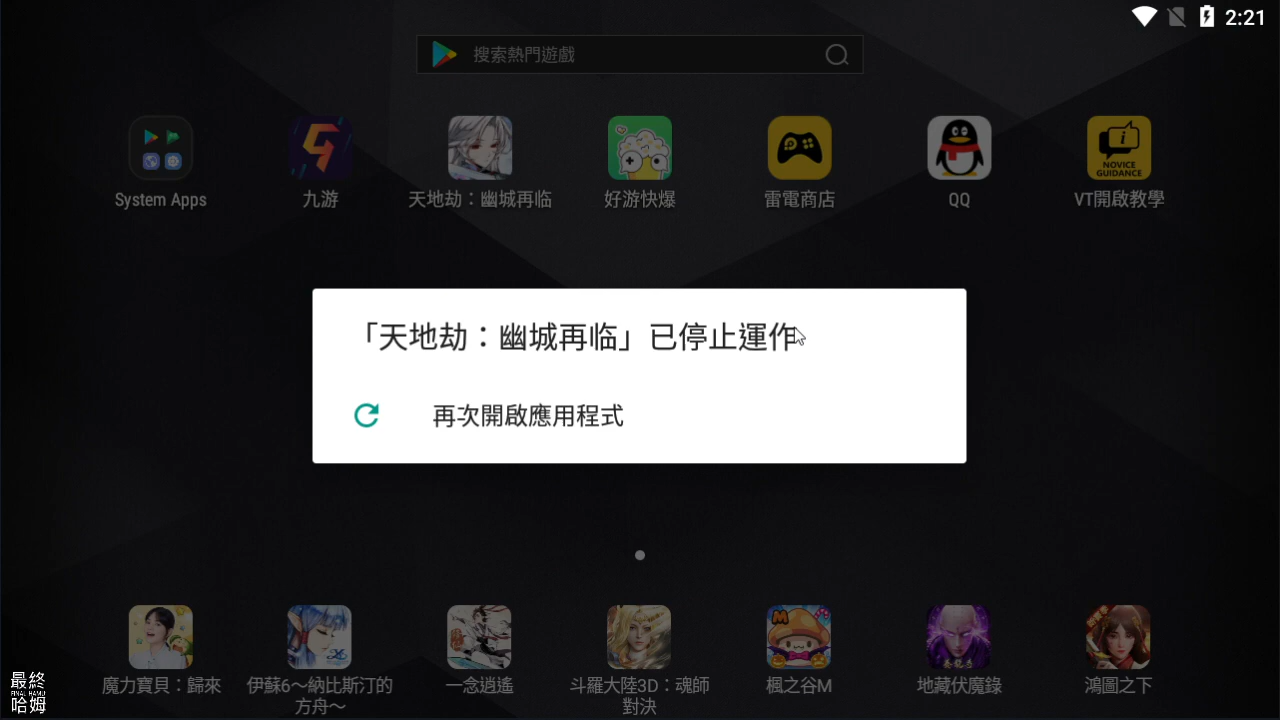 2:21
搜索熱門遊戲
System Apps
九游
天地劫：幽城再临
好游快爆
雷電商店
QQ
NOVICE
GUIDANCE
VT開啟教學
「天地劫：幽城再临」已停止運作
再次開啟應用程式
魔力寶貝：歸來
伊蘇6～納比斯汀的
方舟～
一念逍遙
斗羅大陸3D：魂師
對決
楓之谷M
地藏伏魔錄
鴻圖之下
最終
FINAL HAMU
哈姆